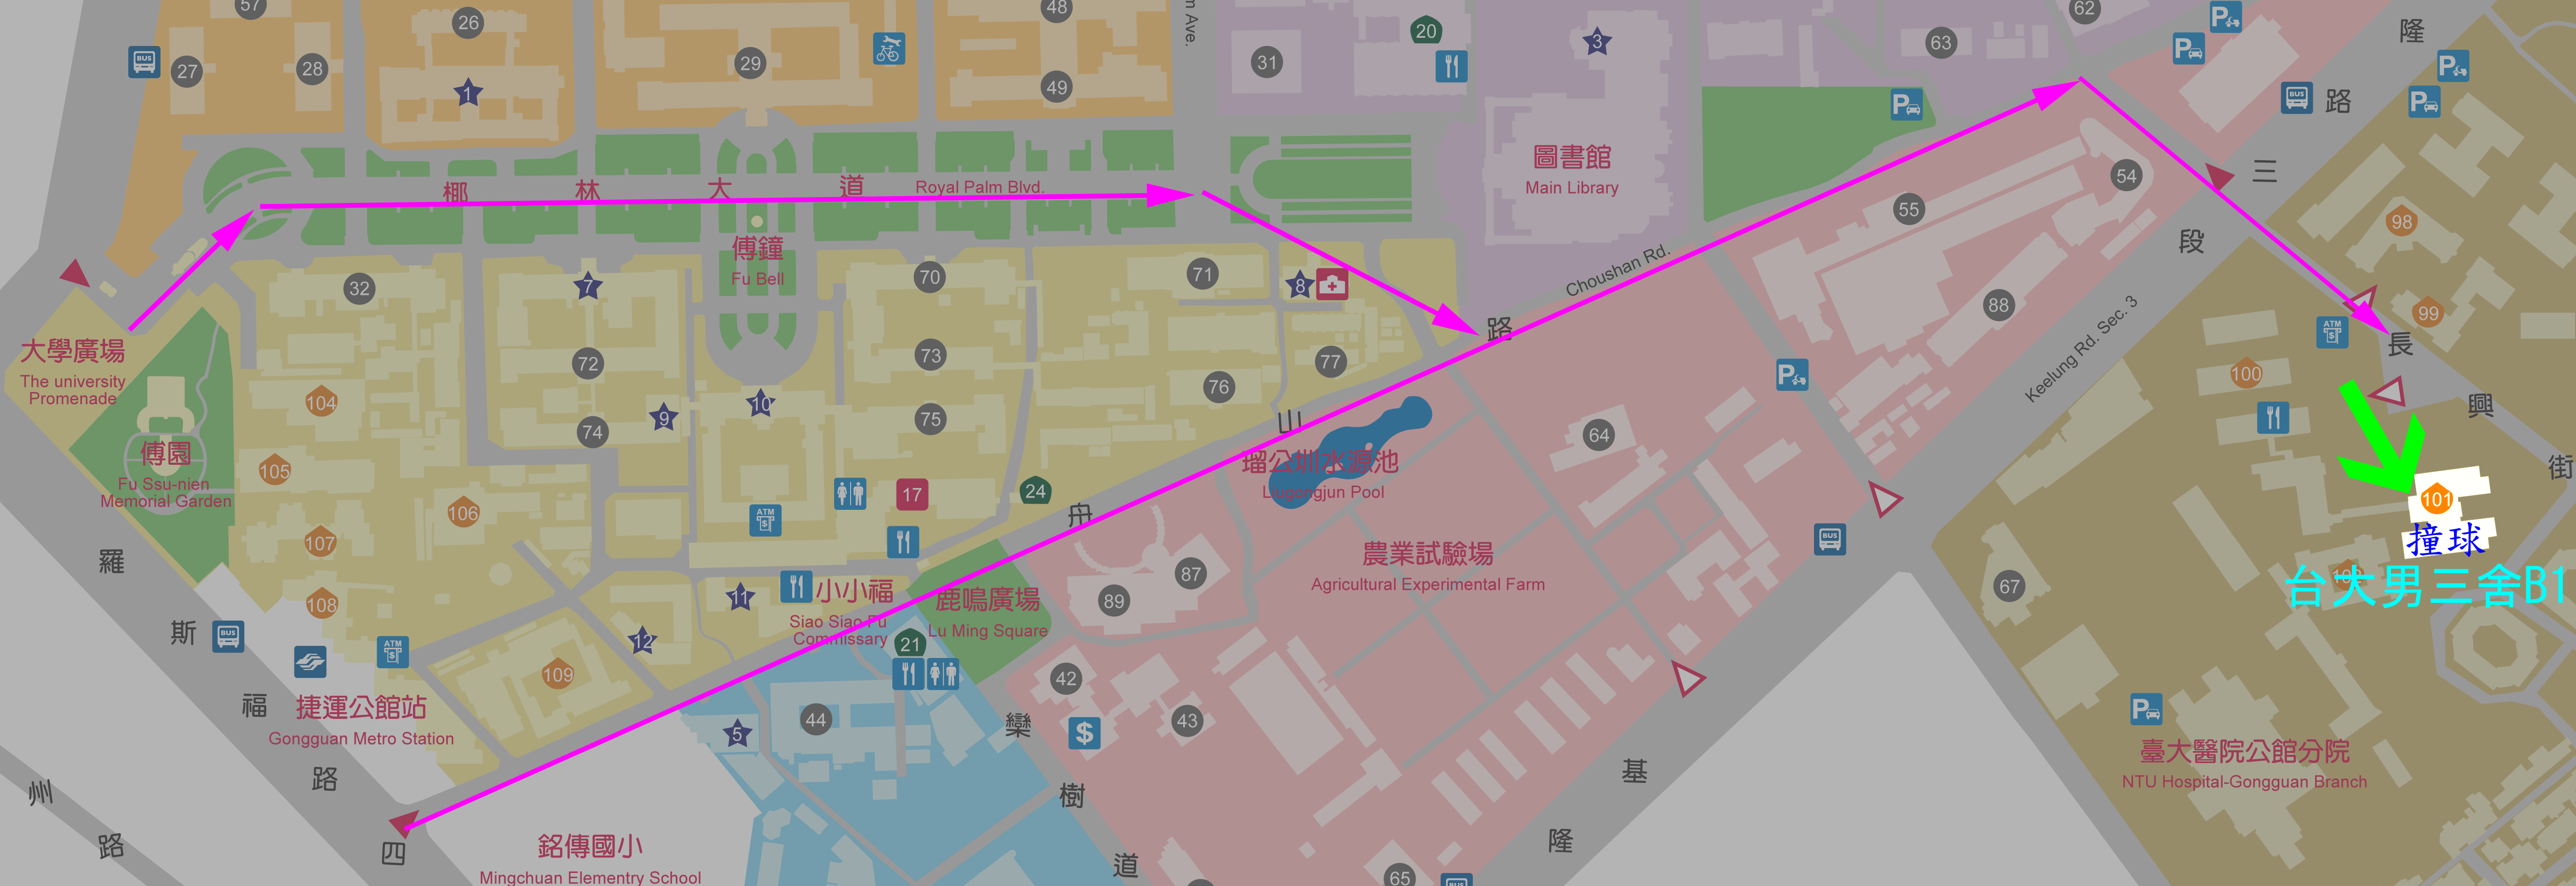 57
26
48
m Ave.
20
3
63
62
隆
27
28
BUS
1
29
49
31
P
P
P
P
P
BUS
路
椰林大道
Royal Palm Blvd.
圖書館
Main Library
54
55
三
段
98
傅鐘
Fu Bell
32
7
70
71
8
Choushan Rd.
路
88
Keelung Rd. Sec. 3
99
ATM
長
大學廣場
The university
Promenade
104
72
73
77
76
P
100
興
10
9
74
75
山
64
街
傅園
Fu Ssu-nien
Memorial Garden
105
106
瑠公圳水源池
Liugongjun Pool
17
24
舟
101
撞球
ATM
107
農業試驗場
Agricultural Experimental Farm
BUS
台大男三舍B1
羅
108
11
小小福
Siao Siao Fu
Commissary
鹿鳴廣場
Lu Ming Square
89
87
67
斯
BUS
ATM
12
21
109
42
福
捷運公館站
Gongguan Metro Station
5
44
欒
$
43
P
臺大醫院公館分院
NTU Hospital-Gongguan Branch
路
州
樹
基
路
四
銘傳國小
Mingchuan Elementry School
道
隆
65
BUS